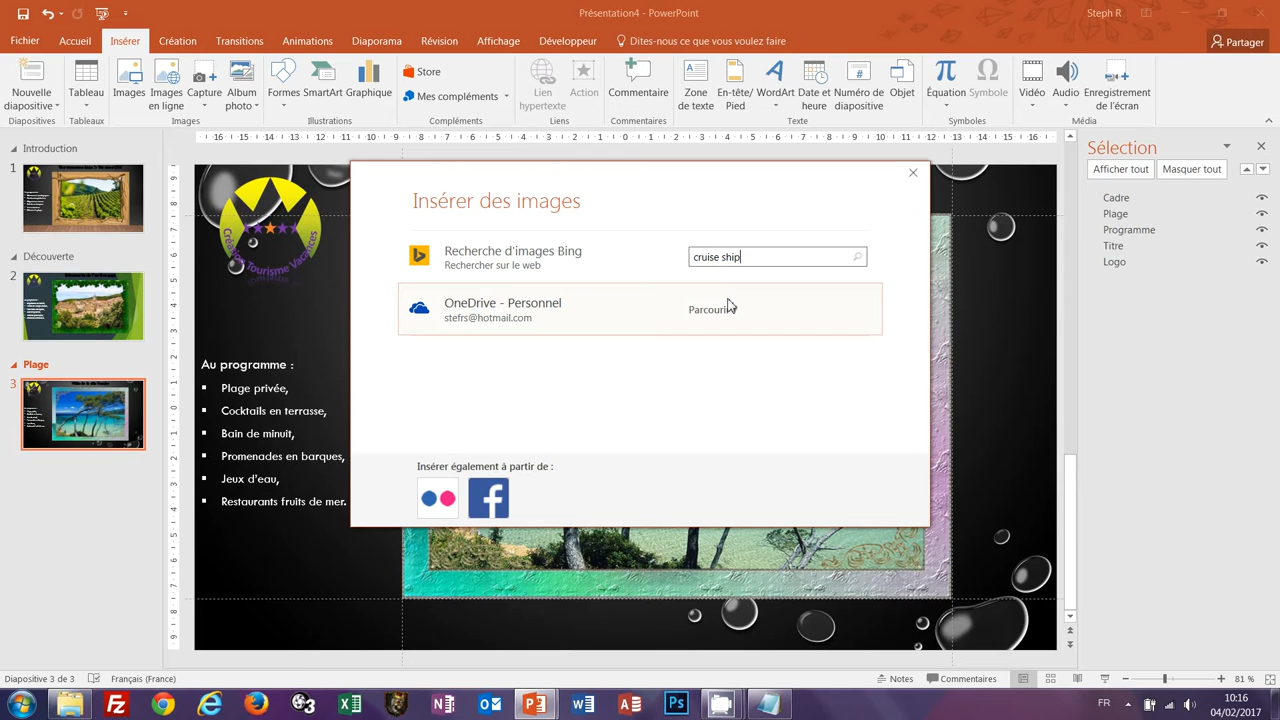 Présentation4 - PowerPoint
Steph R
Fichier
Accueil
Insérer
Création
Transitions
Animations
Diaporama
Révision
Affichage
Développeur
Dites-nous ce que vous voulez faire
Partager
Nouvelle diapositive
Tableau
Images
Images en ligne
Capture
Album photo
Formes
SmartArt
Graphique
Store
Mes compléments
Lien hypertexte
Action
Commentaire
Zone de texte
En-tête/ Pied
WordArt
Date et heure
Numéro de diapositive
Objet
Équation
Symbole
Vidéo
Audio
Enregistrement de l'écran
Diapositives
Tableaux
Images
Illustrations
Compléments
Liens
Commentaires
Texte
Symboles
Média
Introduction
1
Découverte
2
Plage
3
Création Tourisme Vacances
Au programme :
Plage privée,
Cocktails en terrasse,
Bain de minuit,
Promenades en barques,
Jeux d'eau,
Restaurants fruits de mer.
Insérer des images
Recherche d'images Bing
Rechercher sur le web
cruise ship
OneDrive - Personnel
stefrs@hotmail.com
Parcourir
Insérer également à partir de :
Sélection
Afficher tout
Masquer tout
Cadre
Plage
Programme
Titre
Logo
Diapositive 3 de 3
Français (France)
Notes
Commentaires
81 %
FR
10:16
04/02/2017